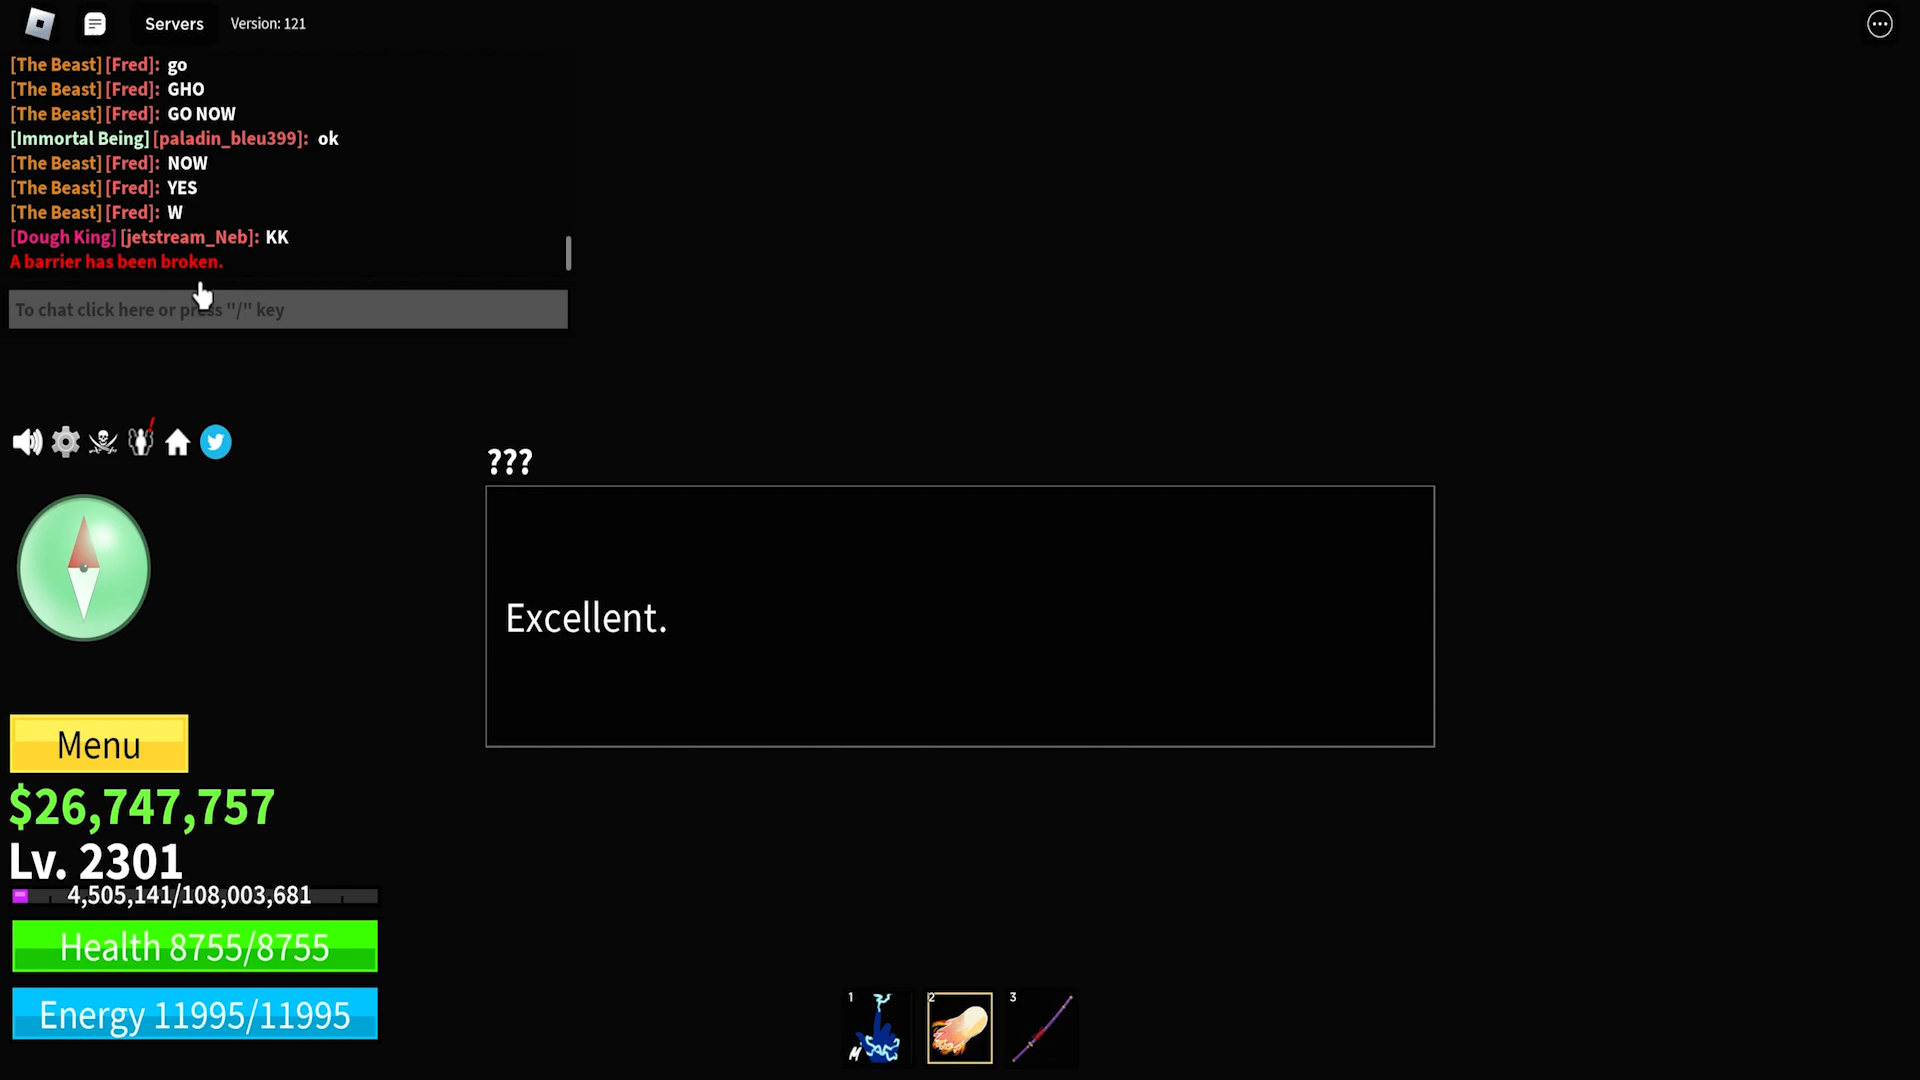 Servers Version: 121
[The Beast] [Fred]: go
[The Beast] [Fred]: GHO
[The Beast] [Fred]: GO NOW
[Immortal Being] [paladin_bleu399]: ok
[The Beast] [Fred]: NOW
[The Beast] [Fred]: YES
[The Beast] [Fred]: W
[Dough King] [jetstream_Neb]: KK
A barrier has been broken.
To chat click here or press "/" key
???
Excellent.
Menu
$26,747,757
Lv. 2301
4,505,141/108,003,681
Health 8755/8755
Energy 11995/11995
1 2 3
M